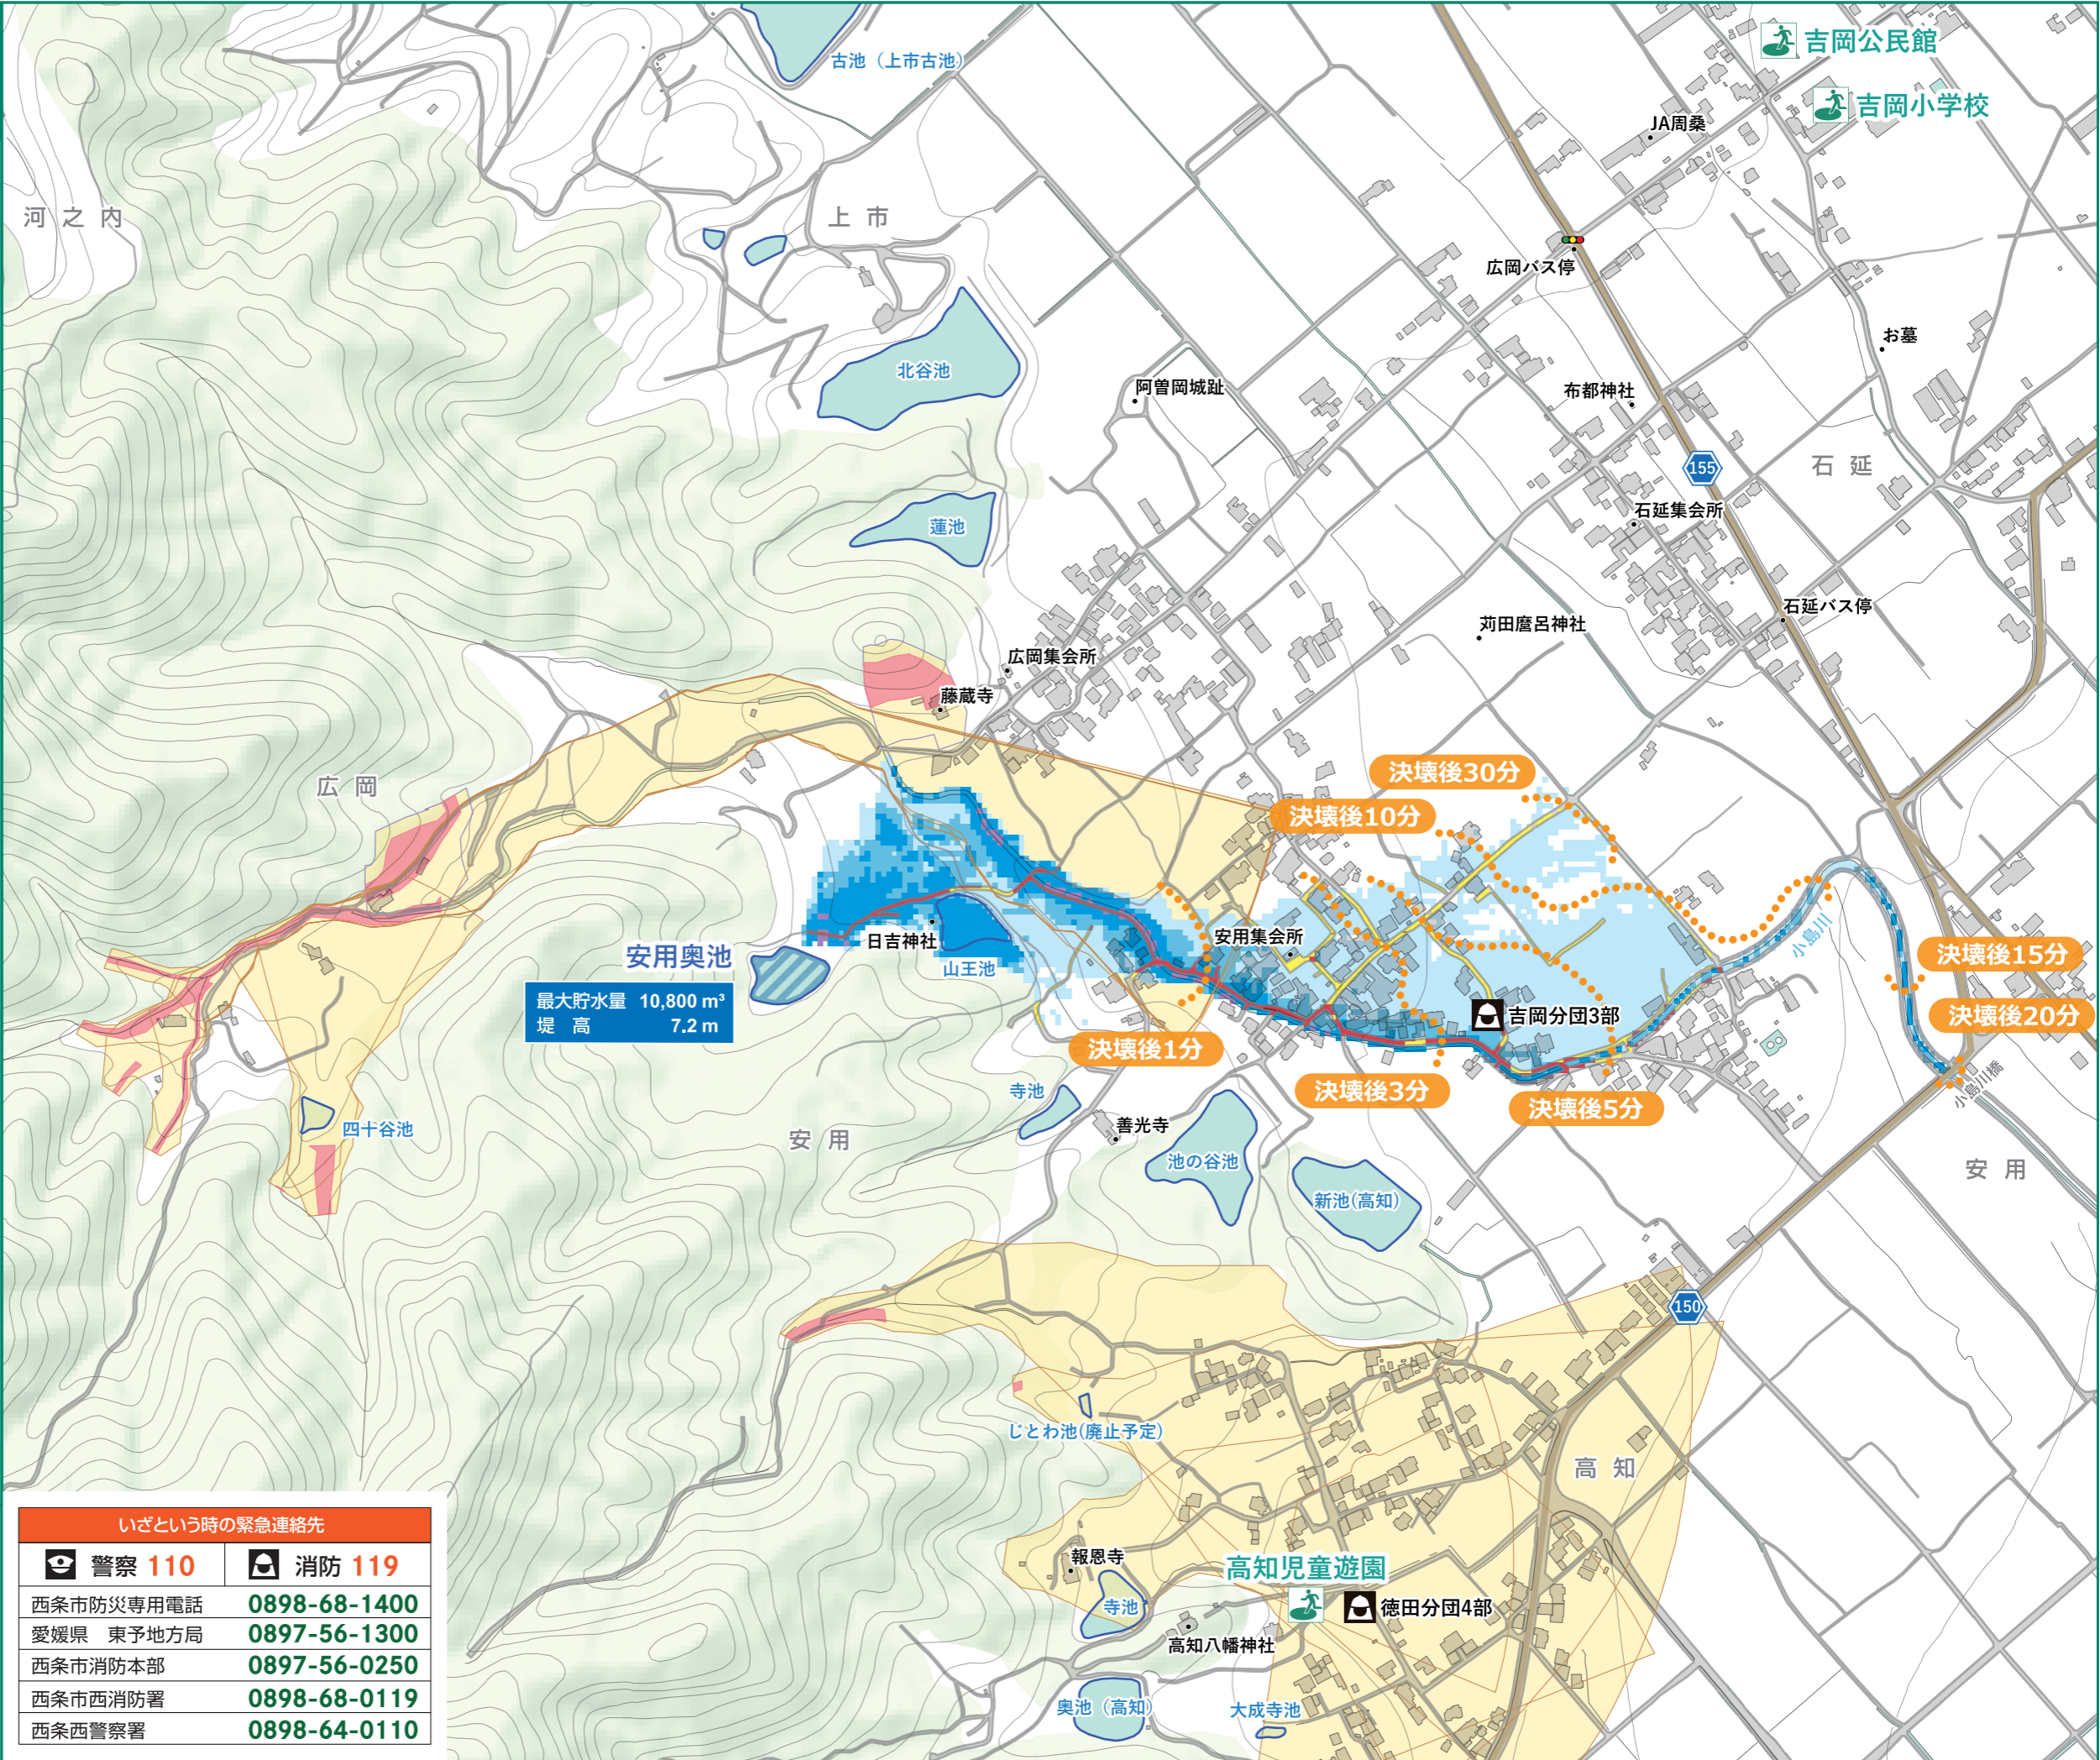 吉岡公民館
古池（上市古池）
吉岡小学校
JA周桑
河之内
上市
広岡バス停
お墓
北谷池
阿曽岡城趾
布都神社
155
石延
石延集会所
蓮池
石延バス停
苅田麿呂神社
広岡集会所
藤蔵寺
決壊後30分
広岡
決壊後10分
安用集会所
日吉神社
小島川
安用奥池
決壊後15分
山王池
最大貯水量 10,800 m³
堤　高 7.2 m
吉岡分団3部
決壊後20分
決壊後1分
小島川橋
寺池
決壊後3分
決壊後5分
四十谷池
善光寺
安用
池の谷池
安用
新池(高知)
150
じとわ池(廃止予定)
高知
いざという時の緊急連絡先
警察 110 消防 119
西条市防災専用電話 0898-68-1400
愛媛県　東予地方局 0897-56-1300
西条市消防本部 0897-56-0250
西条市西消防署 0898-68-0119
西条西警察署 0898-64-0110
報恩寺
高知児童遊園
寺池
徳田分団4部
高知八幡神社
奥池（高知）
大成寺池